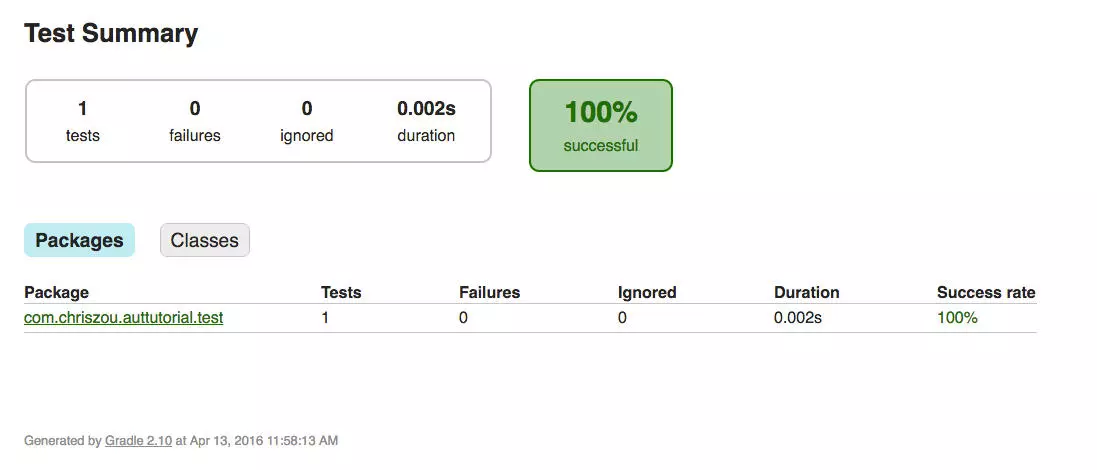 Test Summary
1 0 0 0.002s
tests failures ignored duration
100%
successful
Packages Classes
Package Tests Failures Ignored Duration Success rate
com.chriszou.auttutorial.test 1 0 0 0.002s 100%
Generated by Gradle 2.10 at Apr 13, 2016 11:58:13 AM